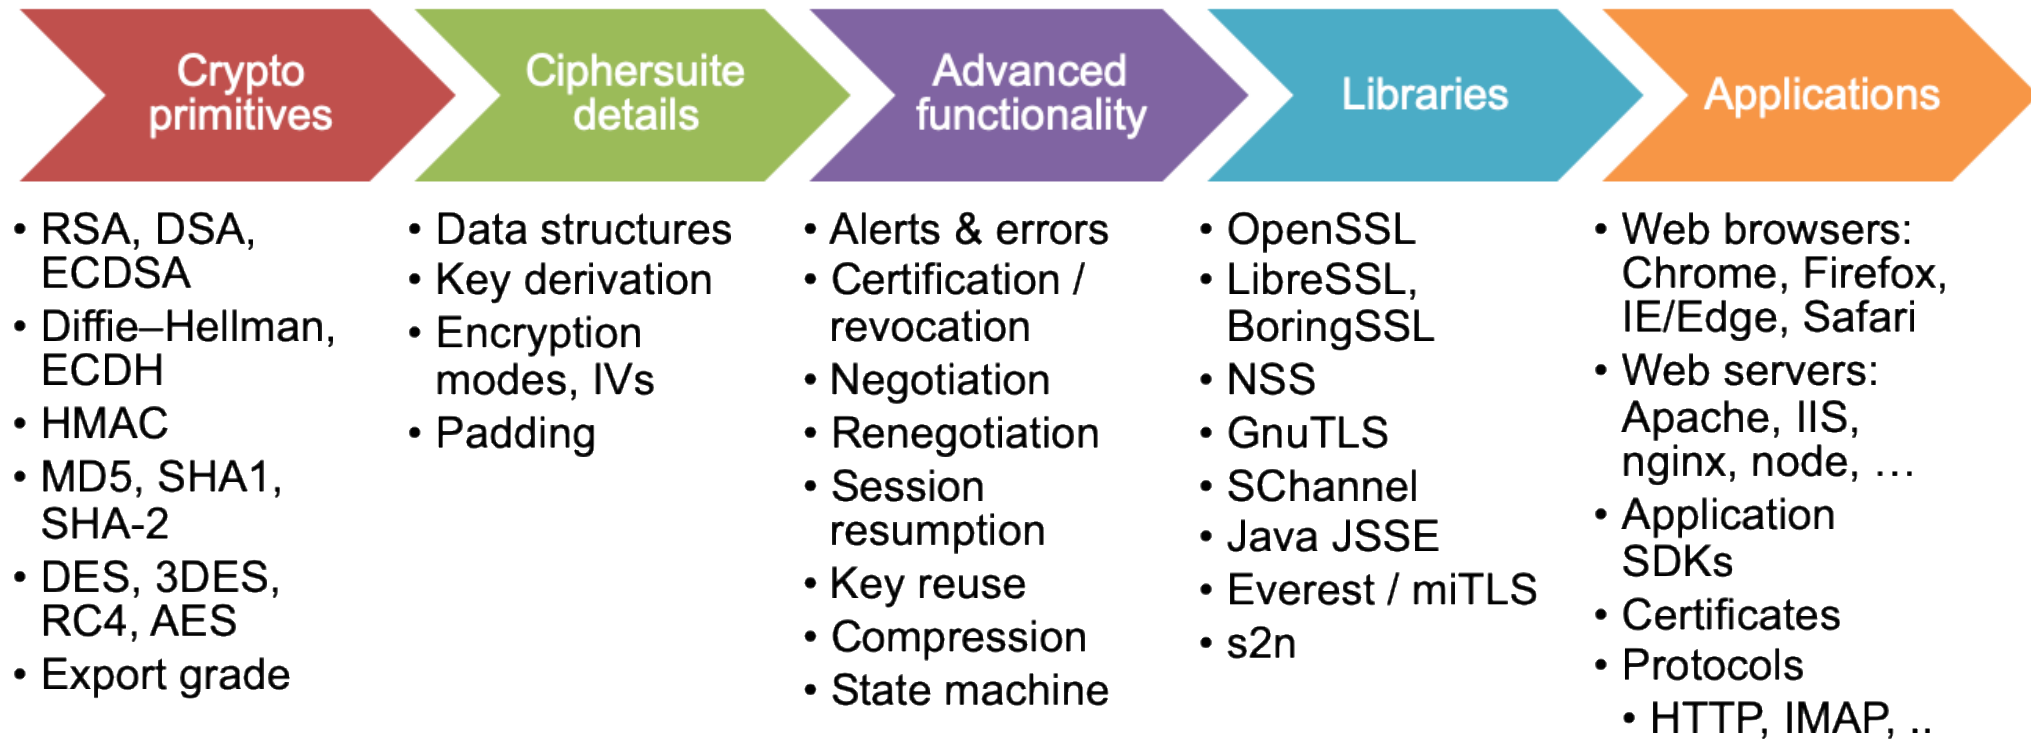 Crypto
primitives
• RSA, DSA,
ECDSA
• Diffie–Hellman,
ECDH
• HMAC
• MD5, SHA1,
SHA-2
• DES, 3DES,
RC4, AES
• Export grade
Ciphersuite
details
• Data structures
• Key derivation
• Encryption
modes, IVs
• Padding
Advanced
functionality
• Alerts & errors
• Certification /
revocation
• Negotiation
• Renegotiation
• Session
resumption
• Key reuse
• Compression
• State machine
Libraries
• OpenSSL
• LibreSSL,
BoringSSL
• NSS
• GnuTLS
• SChannel
• Java JSSE
• Everest / miTLS
• s2n
Applications
• Web browsers:
Chrome, Firefox,
IE/Edge, Safari
• Web servers:
Apache, IIS,
nginx, node, …
• Application
SDKs
• Certificates
• Protocols
• HTTP, IMAP, ..